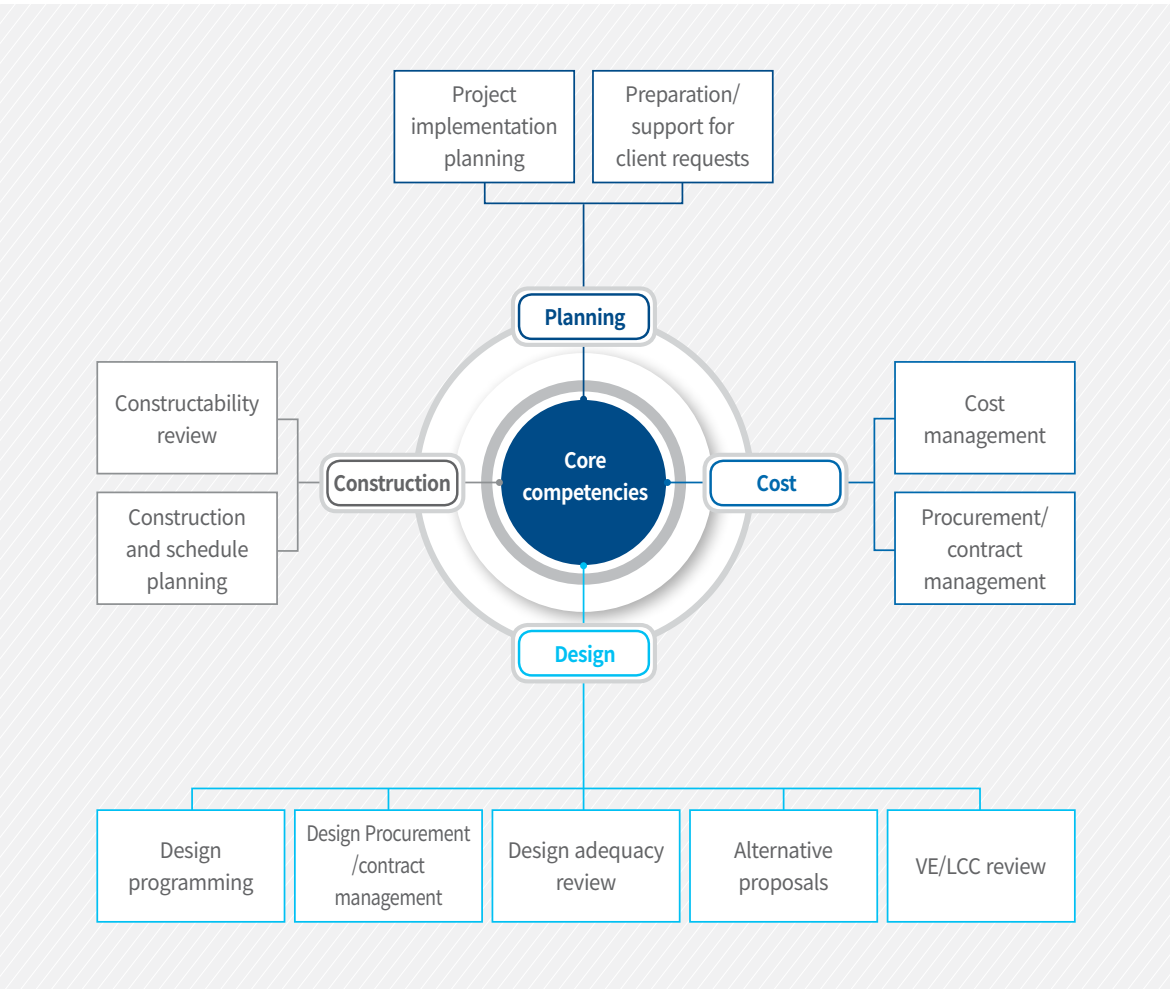 Project
implementation
planning
Preparation/
support for
client requests
Planning
Constructability
review
Construction
and schedule
planning
Construction
Core
competencies
Cost
Cost
management
Procurement/
contract
management
Design
Design
programming
Design Procurement
/contract
management
Design adequacy
review
Alternative
proposals
VE/LCC review